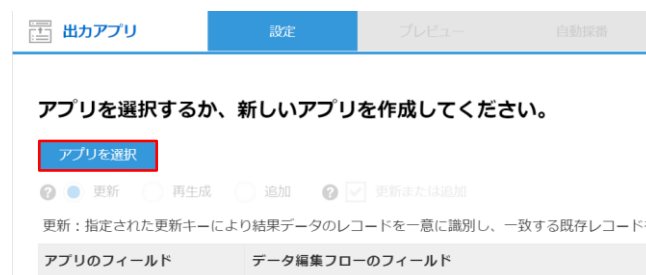 出力アプリ 設定 プレビュー 自動採番
アプリを選択するか、新しいアプリを作成してください。
アプリを選択
更新 再生成 追加 更新または追加
更新：指定された更新キーにより結果データのレコードを一意に識別し、一致する既存レコード
アプリのフィールド データ編集フローのフィールド